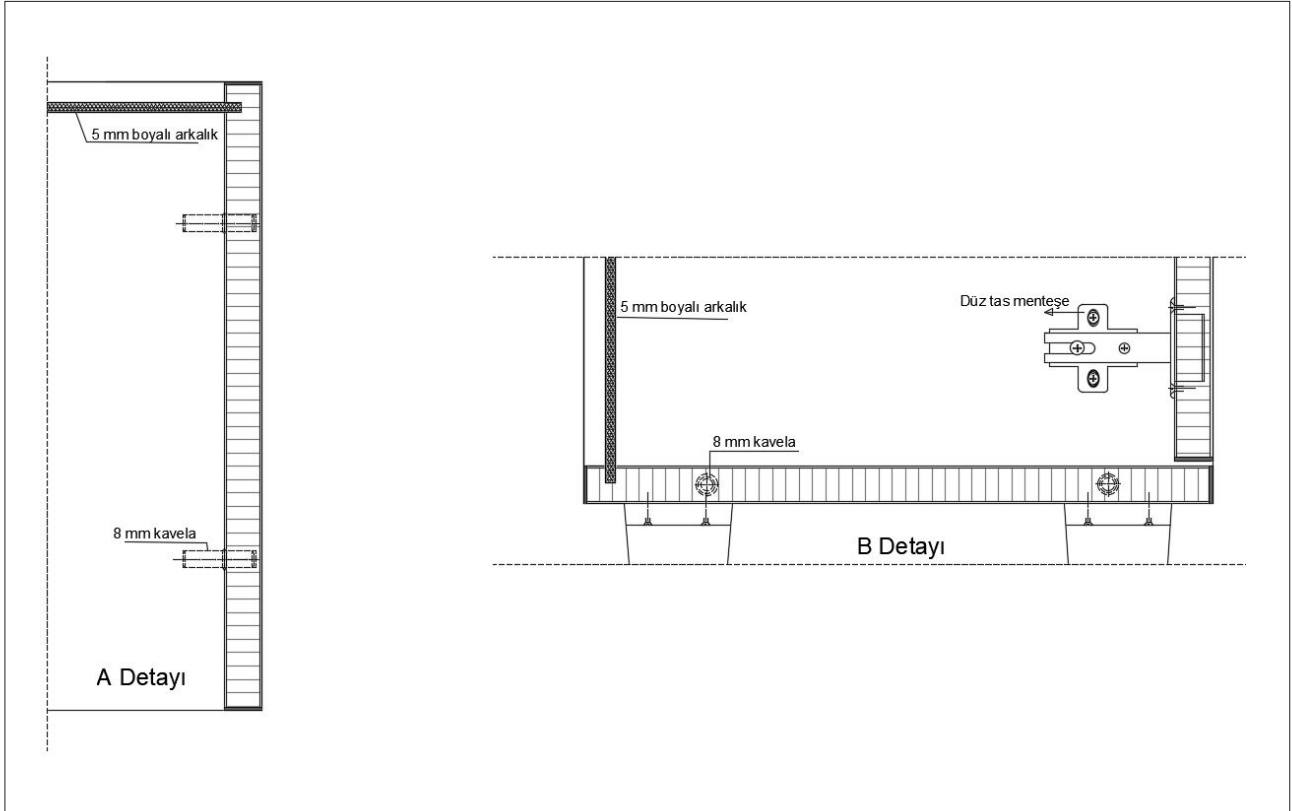 5 mm boyalı arkalık
8 mm kavela
A Detayı
5 mm boyalı arkalık
Düz tas menteşe
8 mm kavela
B Detayı